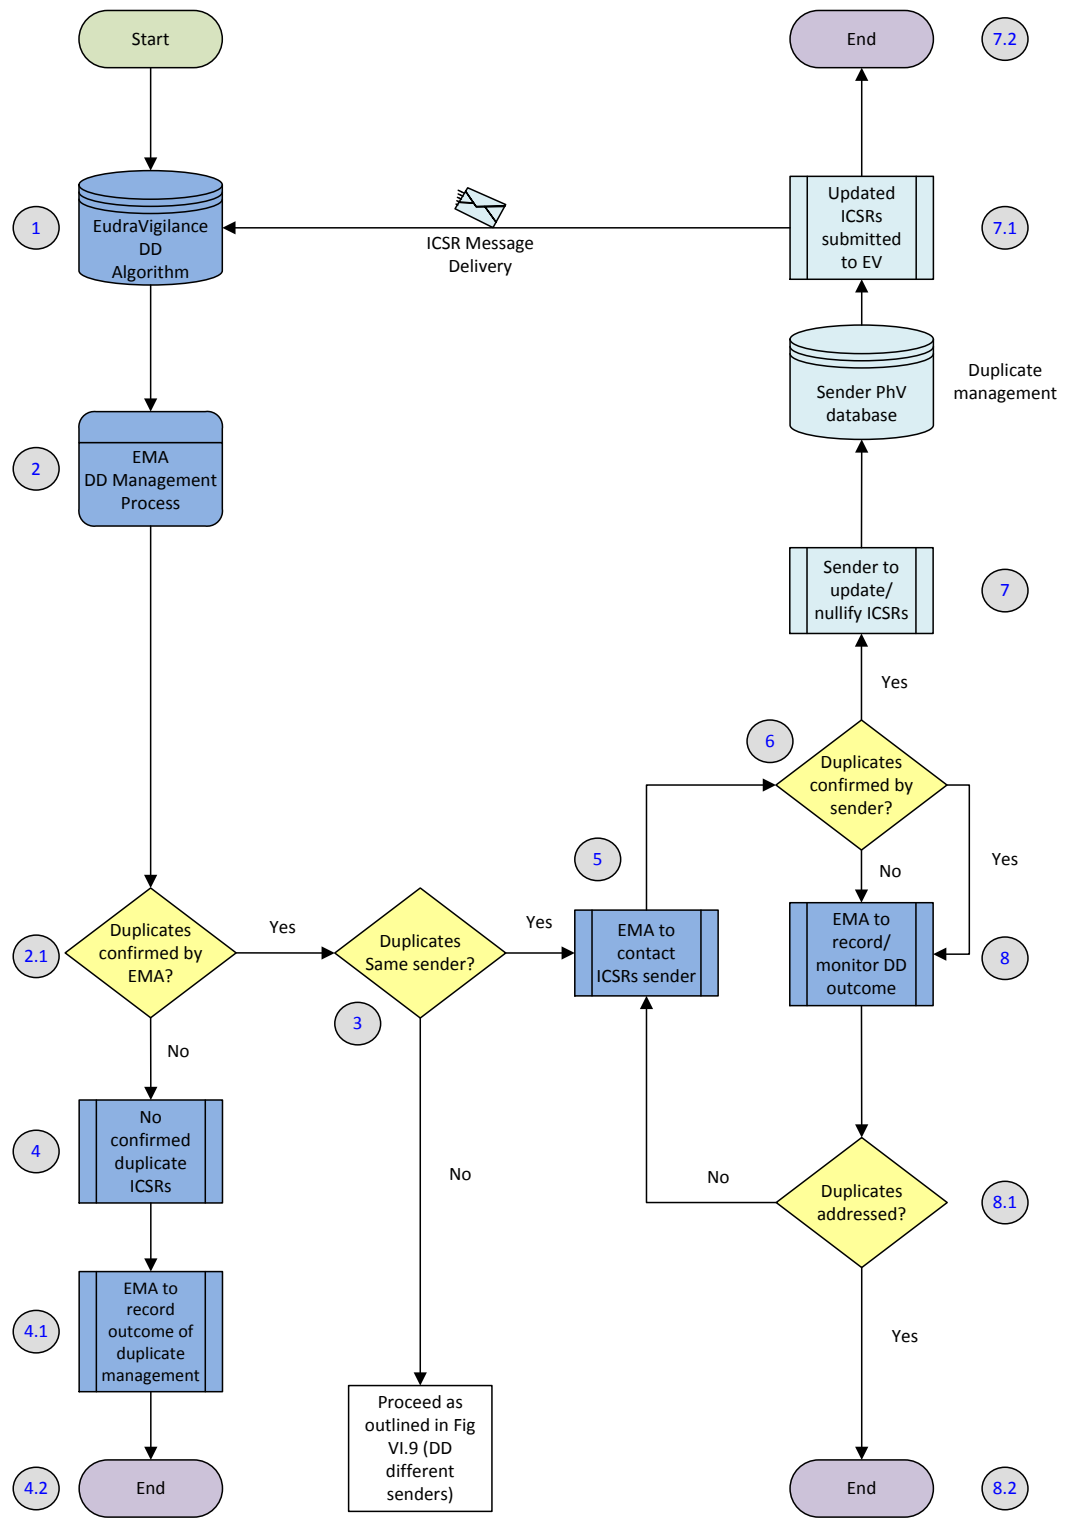 Start
End
7.2
1
EudraVigilance
DD
Algorithm
ICSR Message
Delivery
Updated
ICSRs
submitted
to EV
7.1
Sender PhV
database
Duplicate
management
2
EMA
DD Management
Process
Sender to
update/
nullify ICSRs
7
Yes
6
Duplicates
confirmed by
sender?
Yes
No
5
2.1
Duplicates
confirmed by
EMA?
Yes
Duplicates
Same sender?
Yes
EMA to
contact
ICSRs sender
EMA to
record/
monitor DD
outcome
8
3
No
4
No
confirmed
duplicate
ICSRs
No
No
Duplicates
addressed?
8.1
4.1
EMA to
record
outcome of
duplicate
management
Yes
Proceed as
outlined in Fig
VI.9 (DD
different
senders)
4.2
End
End
8.2